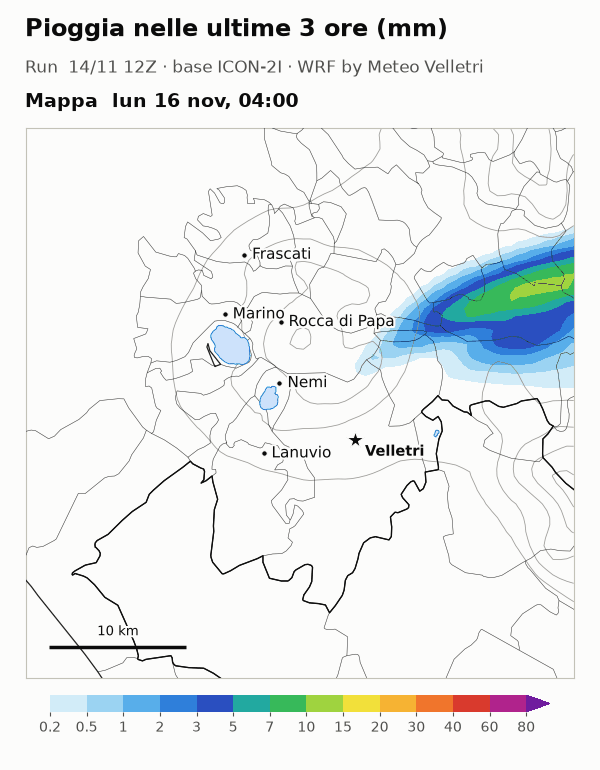 Pioggia nelle ultime 3 ore (mm)
Run  14/11 12Z · base ICON-2I · WRF by Meteo Velletri
Mappa  lun 16 nov, 04:00
Frascati
Marino
Rocca di Papa
Nemi
Velletri
Lanuvio
10 km
0.2 0.5 1 2 3 5 7 10 15 20 30 40 60 80